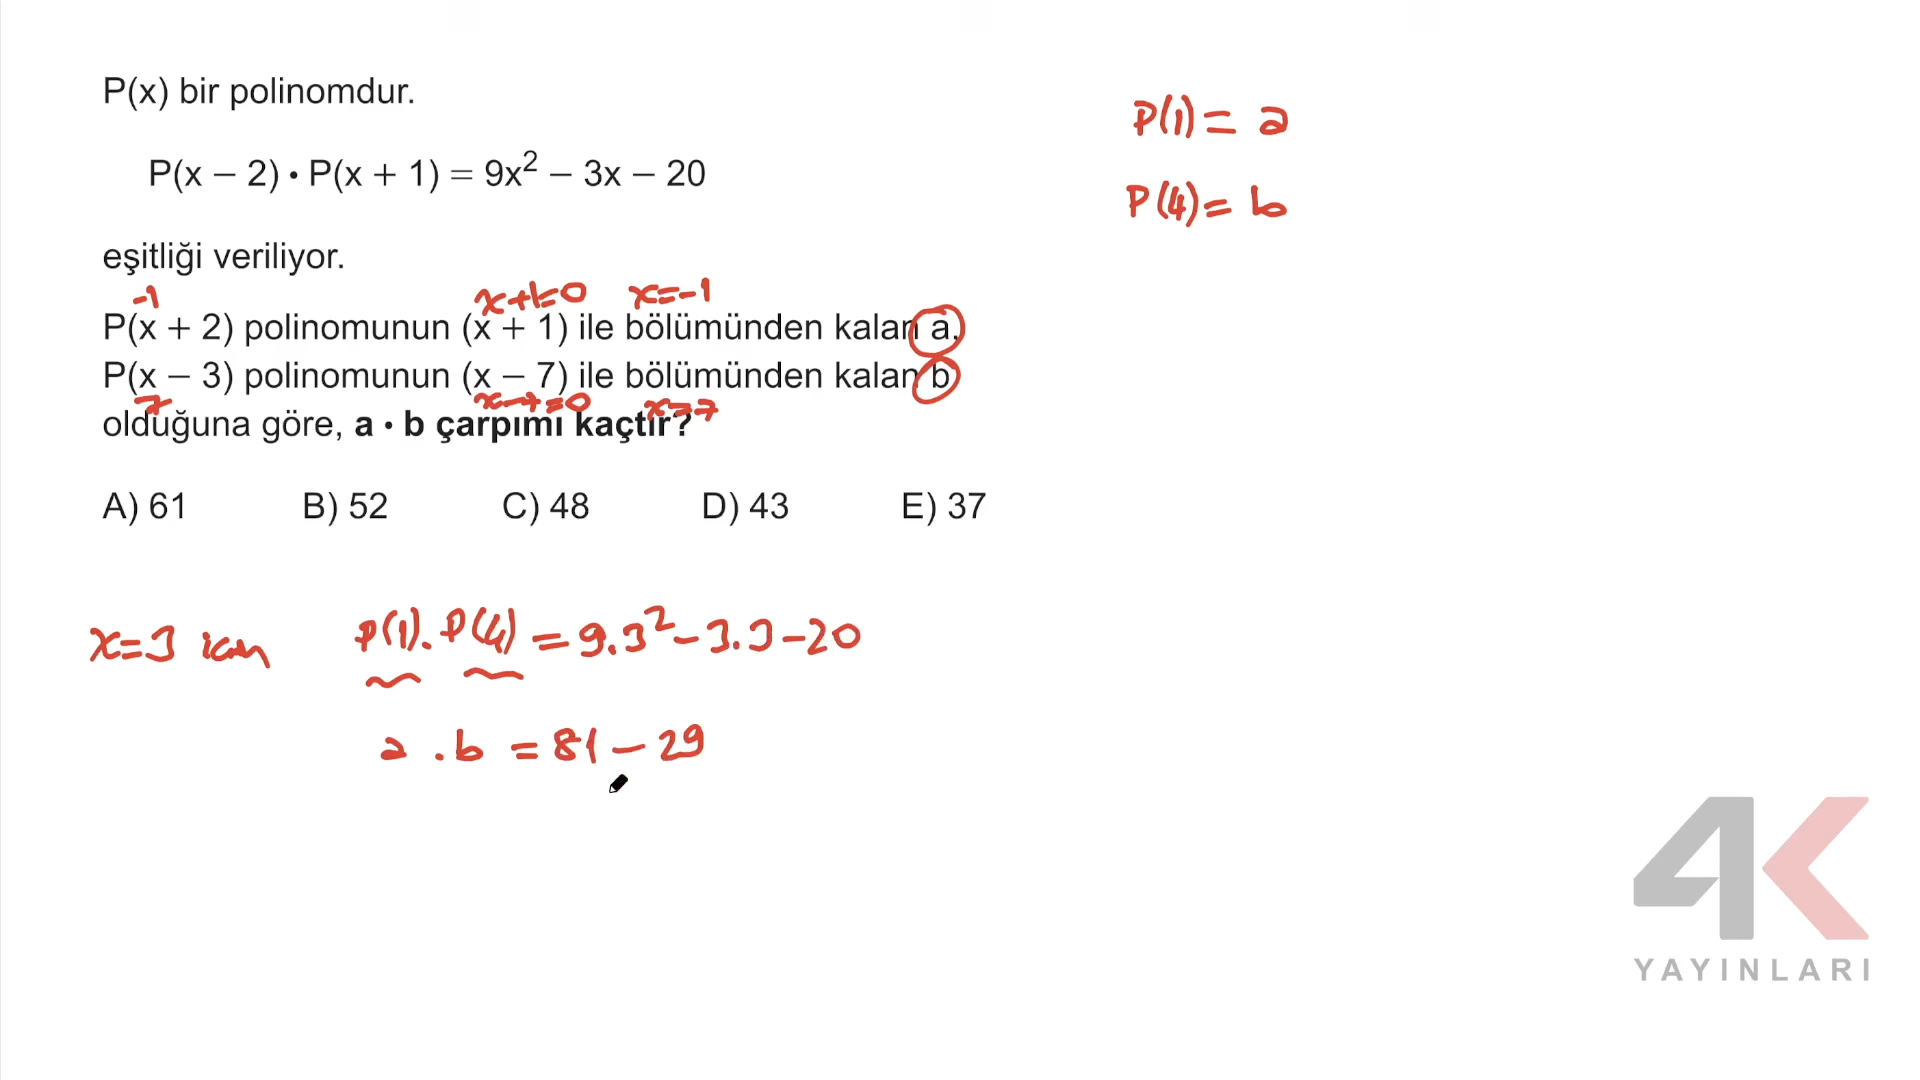 P(x) bir polinomdur.
P(x − 2) • P(x + 1) = 9x² − 3x − 20
eşitliği veriliyor.
-1 x+1=0 x=-1
P(x + 2) polinomunun (x + 1) ile bölümünden kalan a,
P(x − 3) polinomunun (x − 7) ile bölümünden kalan b
7 x-7=0 x=7
olduğuna göre, a • b çarpımı kaçtır?
A) 61 B) 52 C) 48 D) 43 E) 37
P(1) = a
P(4) = b
x=3 için P(1).P(4) = 9.3² - 3.3 - 20
a . b = 81 - 29
4K
YAYINLARI